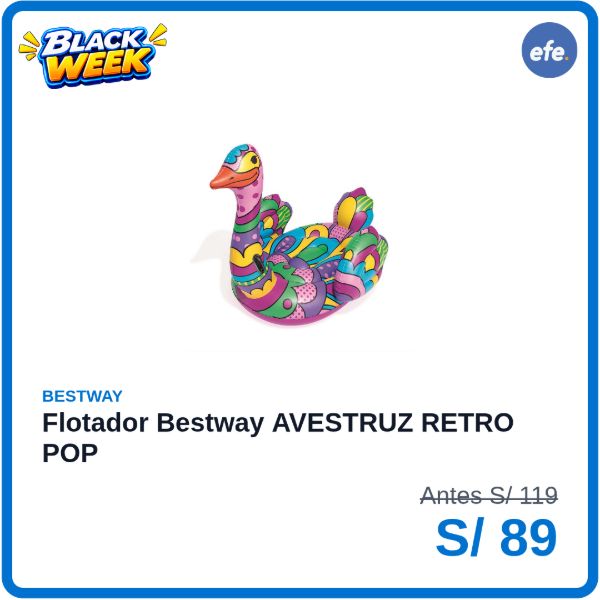 BLACK
WEEK
efe.
BESTWAY
Flotador Bestway AVESTRUZ RETRO
POP
Antes S/ 119
S/ 89